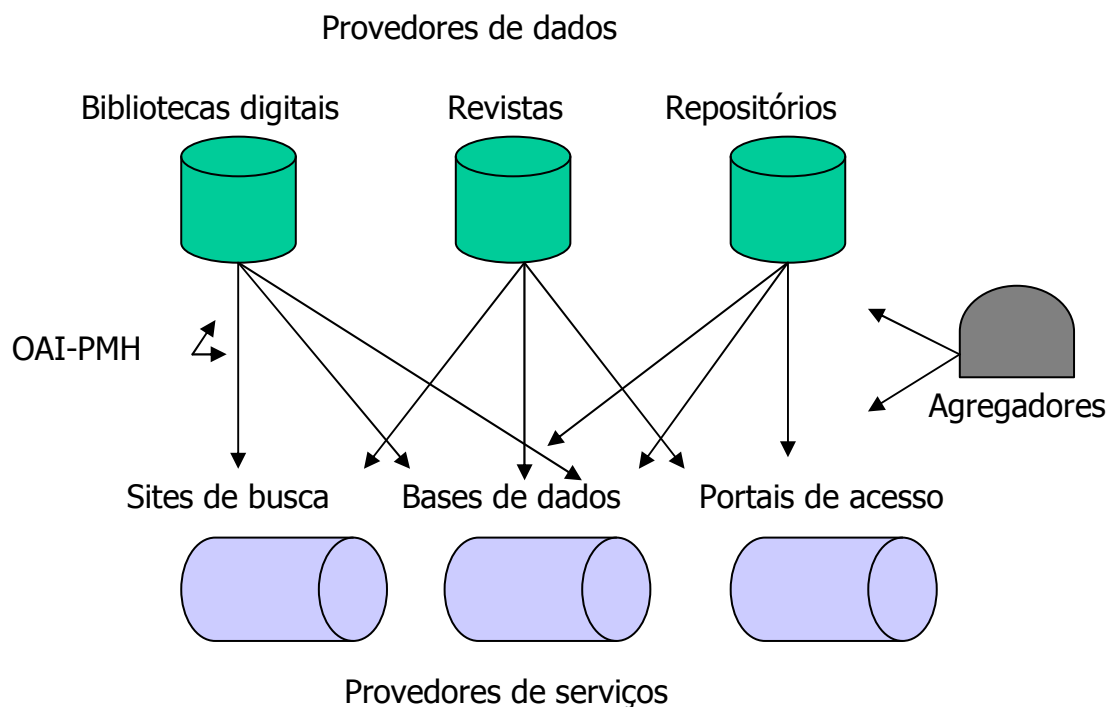 Provedores de dados
Bibliotecas digitais
Revistas
Repositórios
OAI-PMH
Agregadores
Sites de busca
Bases de dados
Portais de acesso
Provedores de serviços